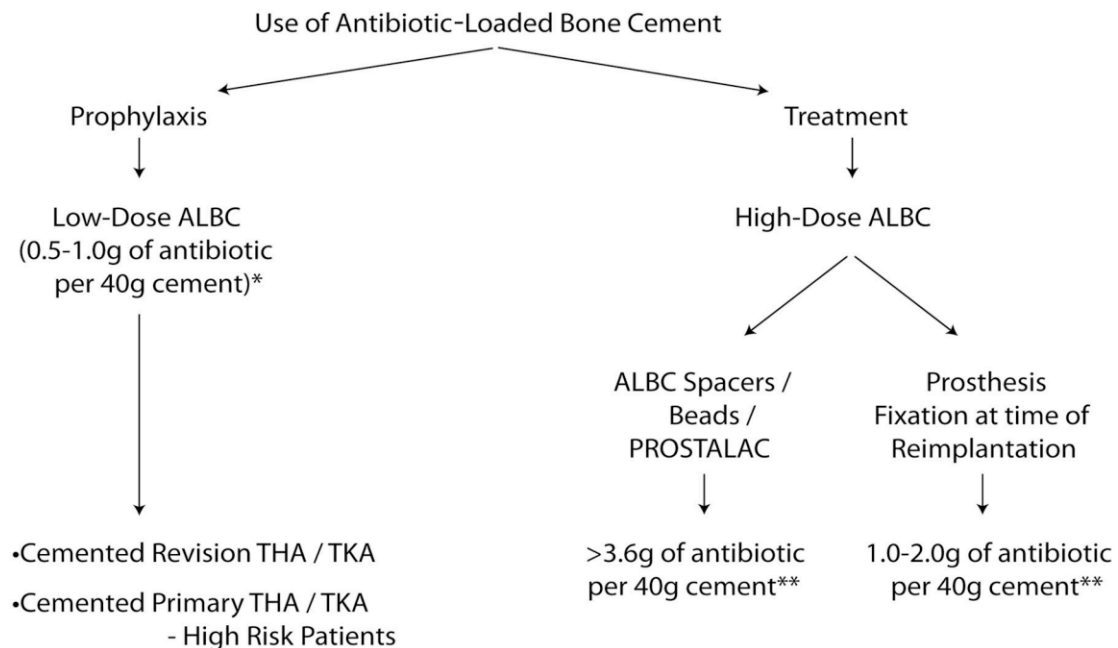 Use of Antibiotic-Loaded Bone Cement
Prophylaxis
Low-Dose ALBC
(0.5-1.0g of antibiotic
per 40g cement)*
•Cemented Revision THA / TKA
•Cemented Primary THA / TKA
- High Risk Patients
Treatment
High-Dose ALBC
ALBC Spacers /
Beads /
PROSTALAC
>3.6g of antibiotic
per 40g cement**
Prosthesis
Fixation at time of
Reimplantation
1.0-2.0g of antibiotic
per 40g cement**